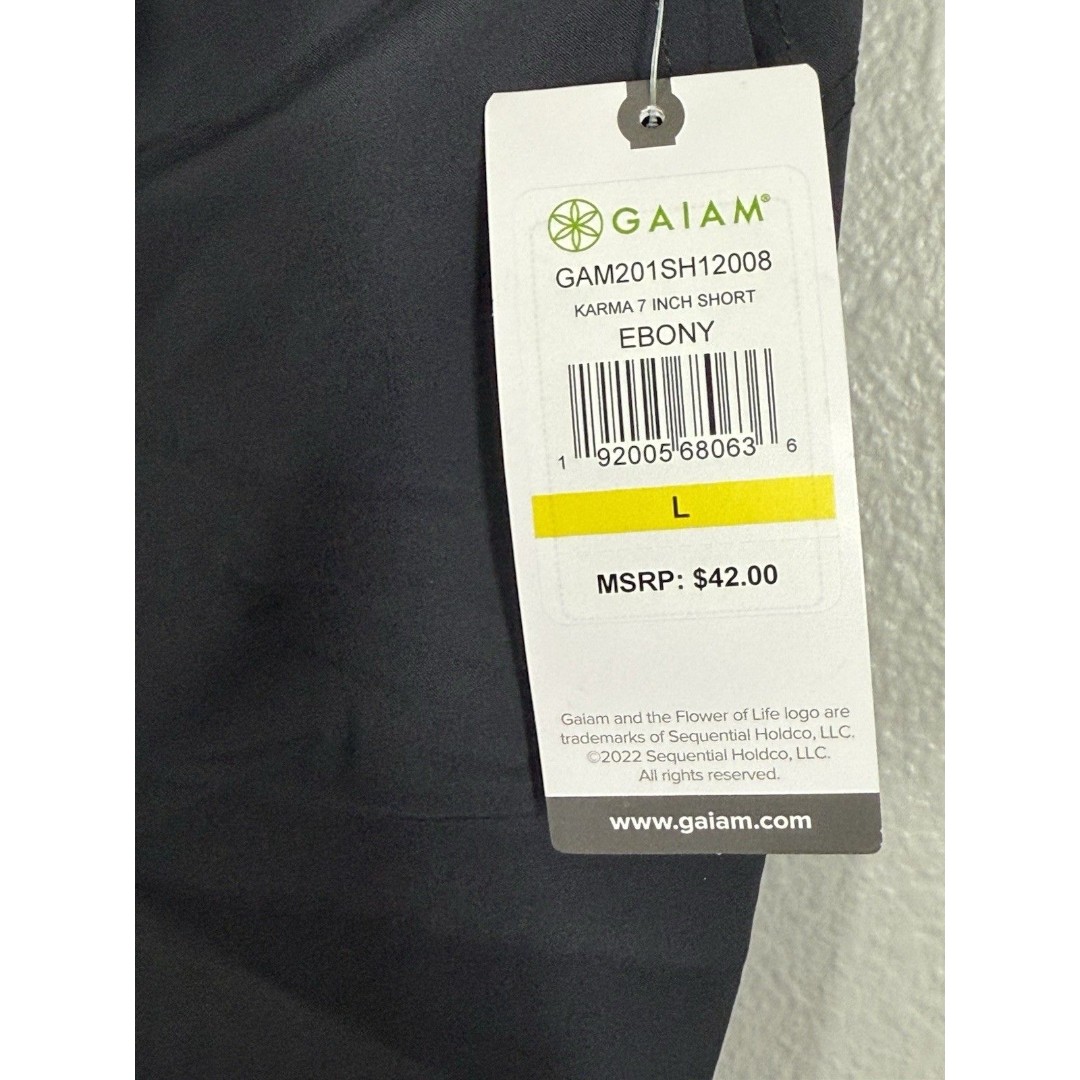 GAIAM®
GAM201SH12008
KARMA 7 INCH SHORT
EBONY
1 92005 68063 6
L
MSRP: $42.00
Gaiam and the Flower of Life logo are
trademarks of Sequential Holdco, LLC.
©2022 Sequential Holdco, LLC.
All rights reserved.
www.gaiam.com